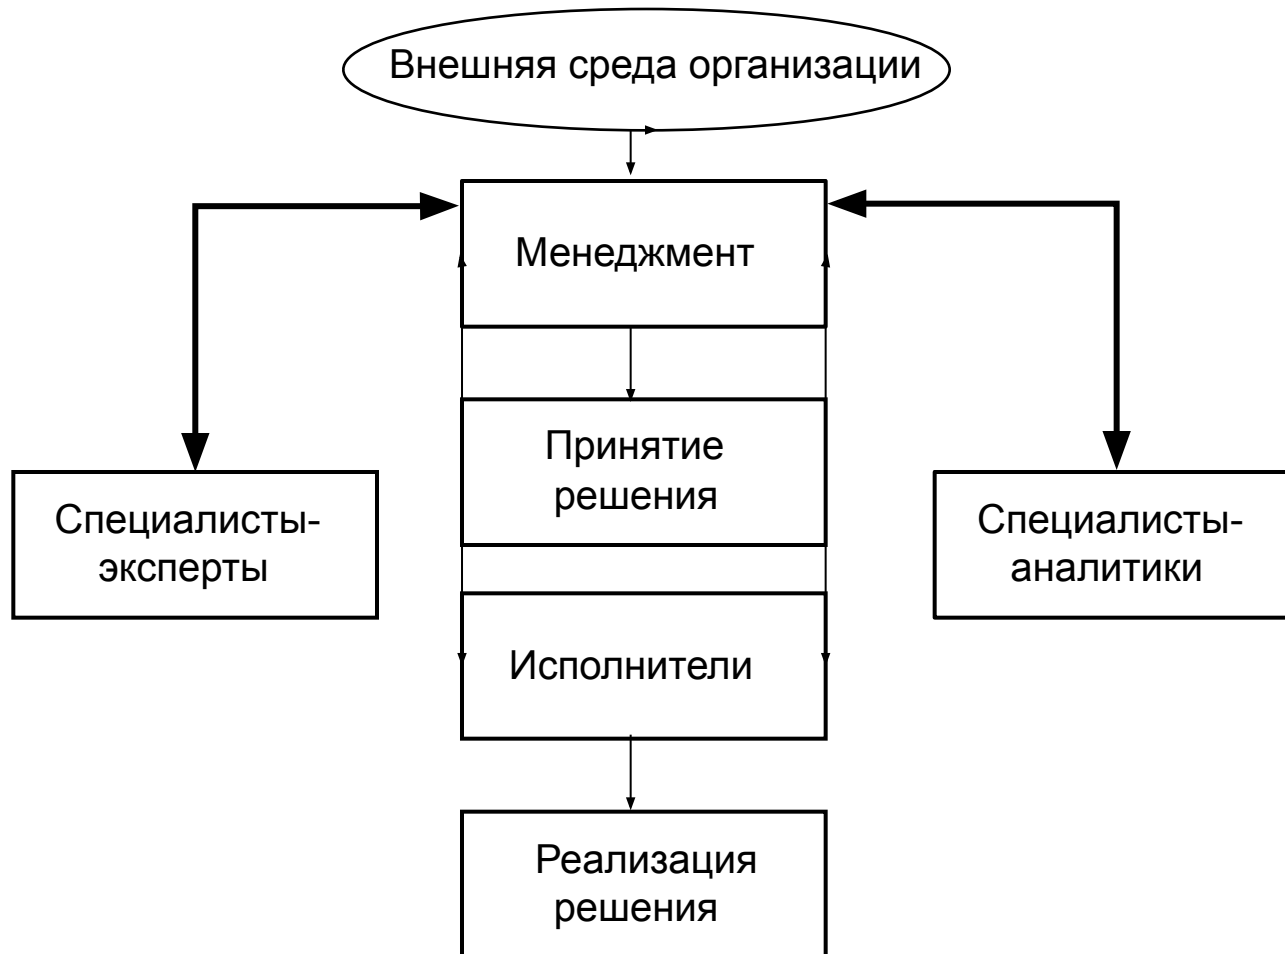 Внешняя среда организации
Менеджмент
Принятие
решения
Специалисты-
эксперты
Специалисты-
аналитики
Исполнители
Реализация
решения